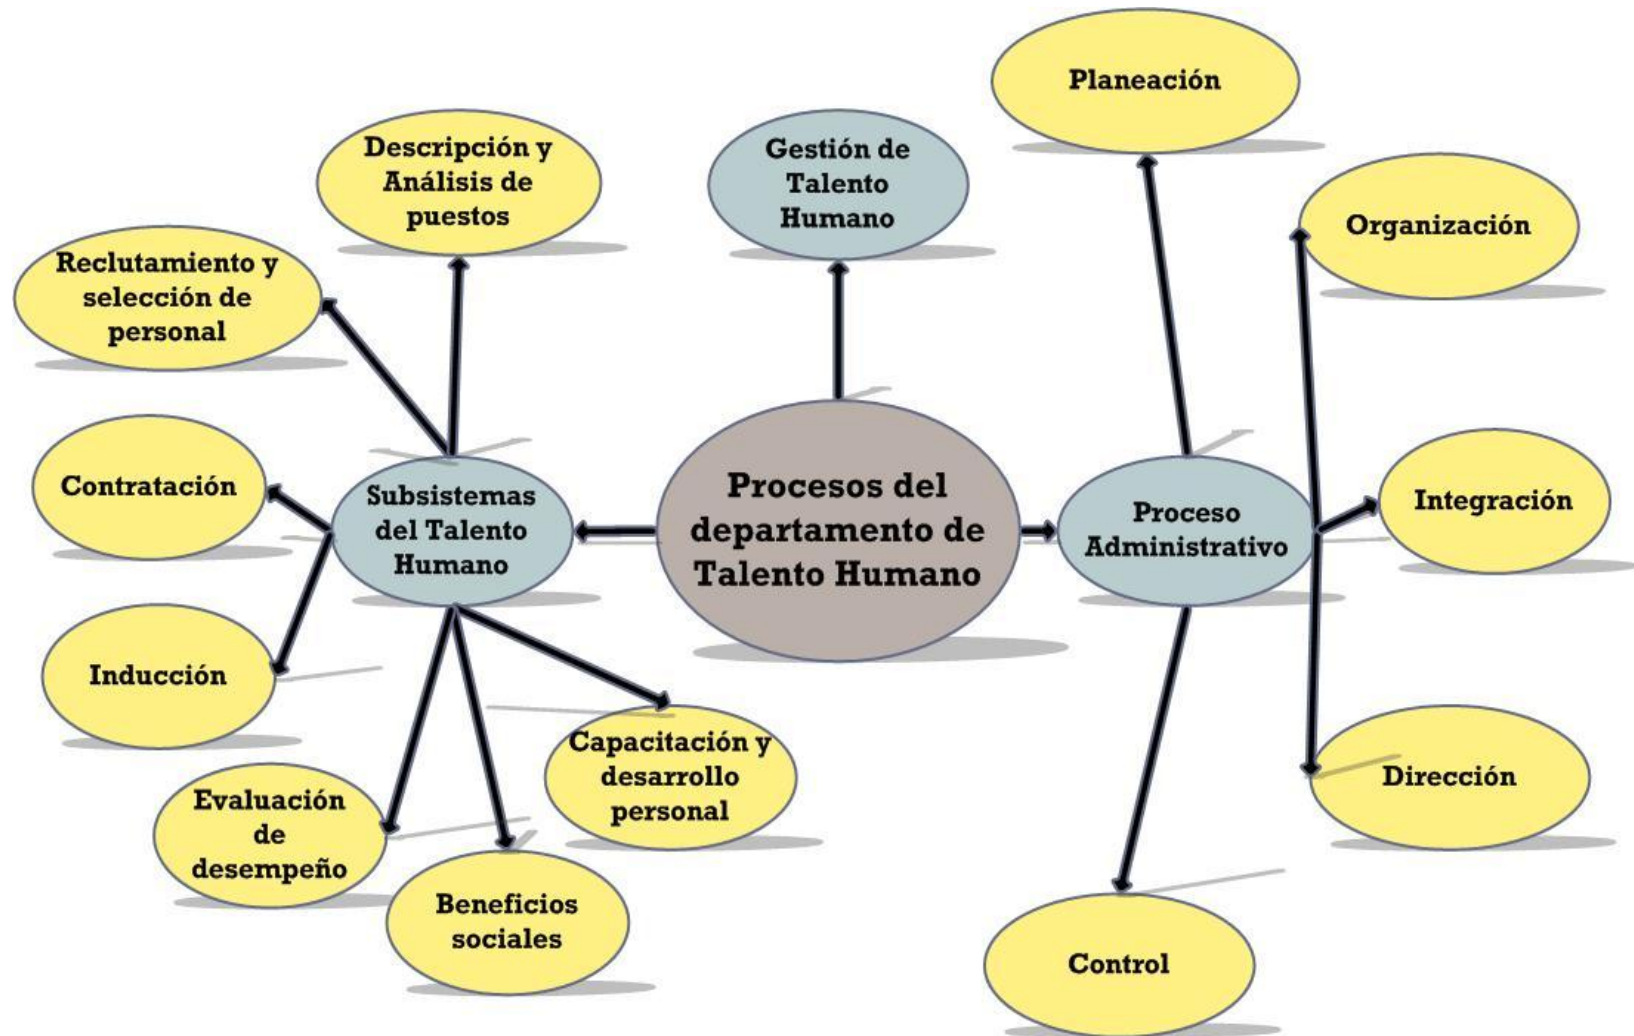 Planeación
Descripción y
Análisis de
puestos
Gestión de
Talento
Humano
Organización
Reclutamiento y
selección de
personal
Contratación
Subsistemas
del Talento
Humano
Procesos del
departamento de
Talento Humano
Proceso
Administrativo
Integración
Inducción
Capacitación y
desarrollo
personal
Dirección
Evaluación
de
desempeño
Beneficios
sociales
Control